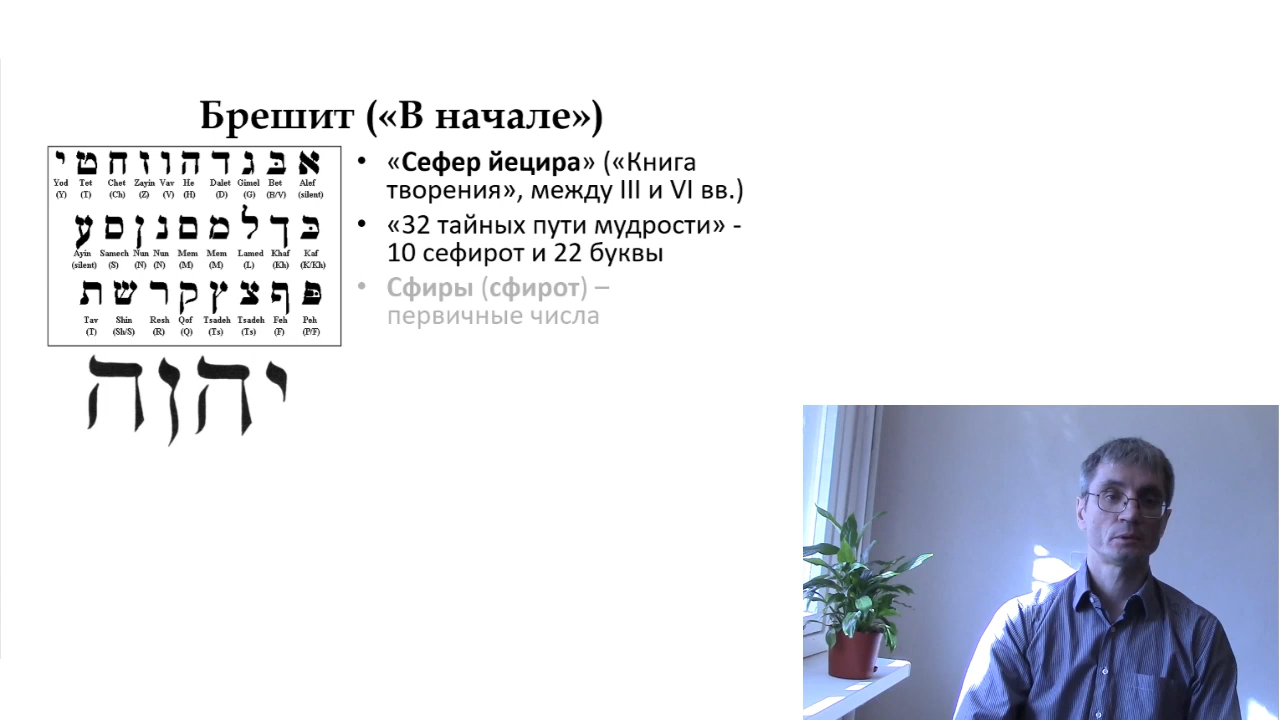 Брешит («В начале»)
א בּ ג ד ה ו ז ח ט י
Yod Tet Chet Zayin Vav He Dalet Gimel Bet Alef
(Y) (T) (Ch) (Z) (V) (H) (D) (G) (B/V) (silent)
כּ ך ל מ ם נ ן ס ע
Ayin Samech Nun Nun Mem Mem Lamed Khaf Kaf
(silent) (S) (N) (N) (M) (M) (L) (Kh) (K/Kh)
פּ ף צ ץ ק ר ש ת
Tav Shin Resh Qof Tsadeh Tsadeh Feh Peh
(T) (Sh/S) (R) (Q) (Ts) (Ts) (F) (P/F)
יהוה
• «Сефер йецира» («Книга
творения», между III и VI вв.)
• «32 тайных пути мудрости» -
10 сефирот и 22 буквы
• Сфиры (сфирот) –
первичные числа